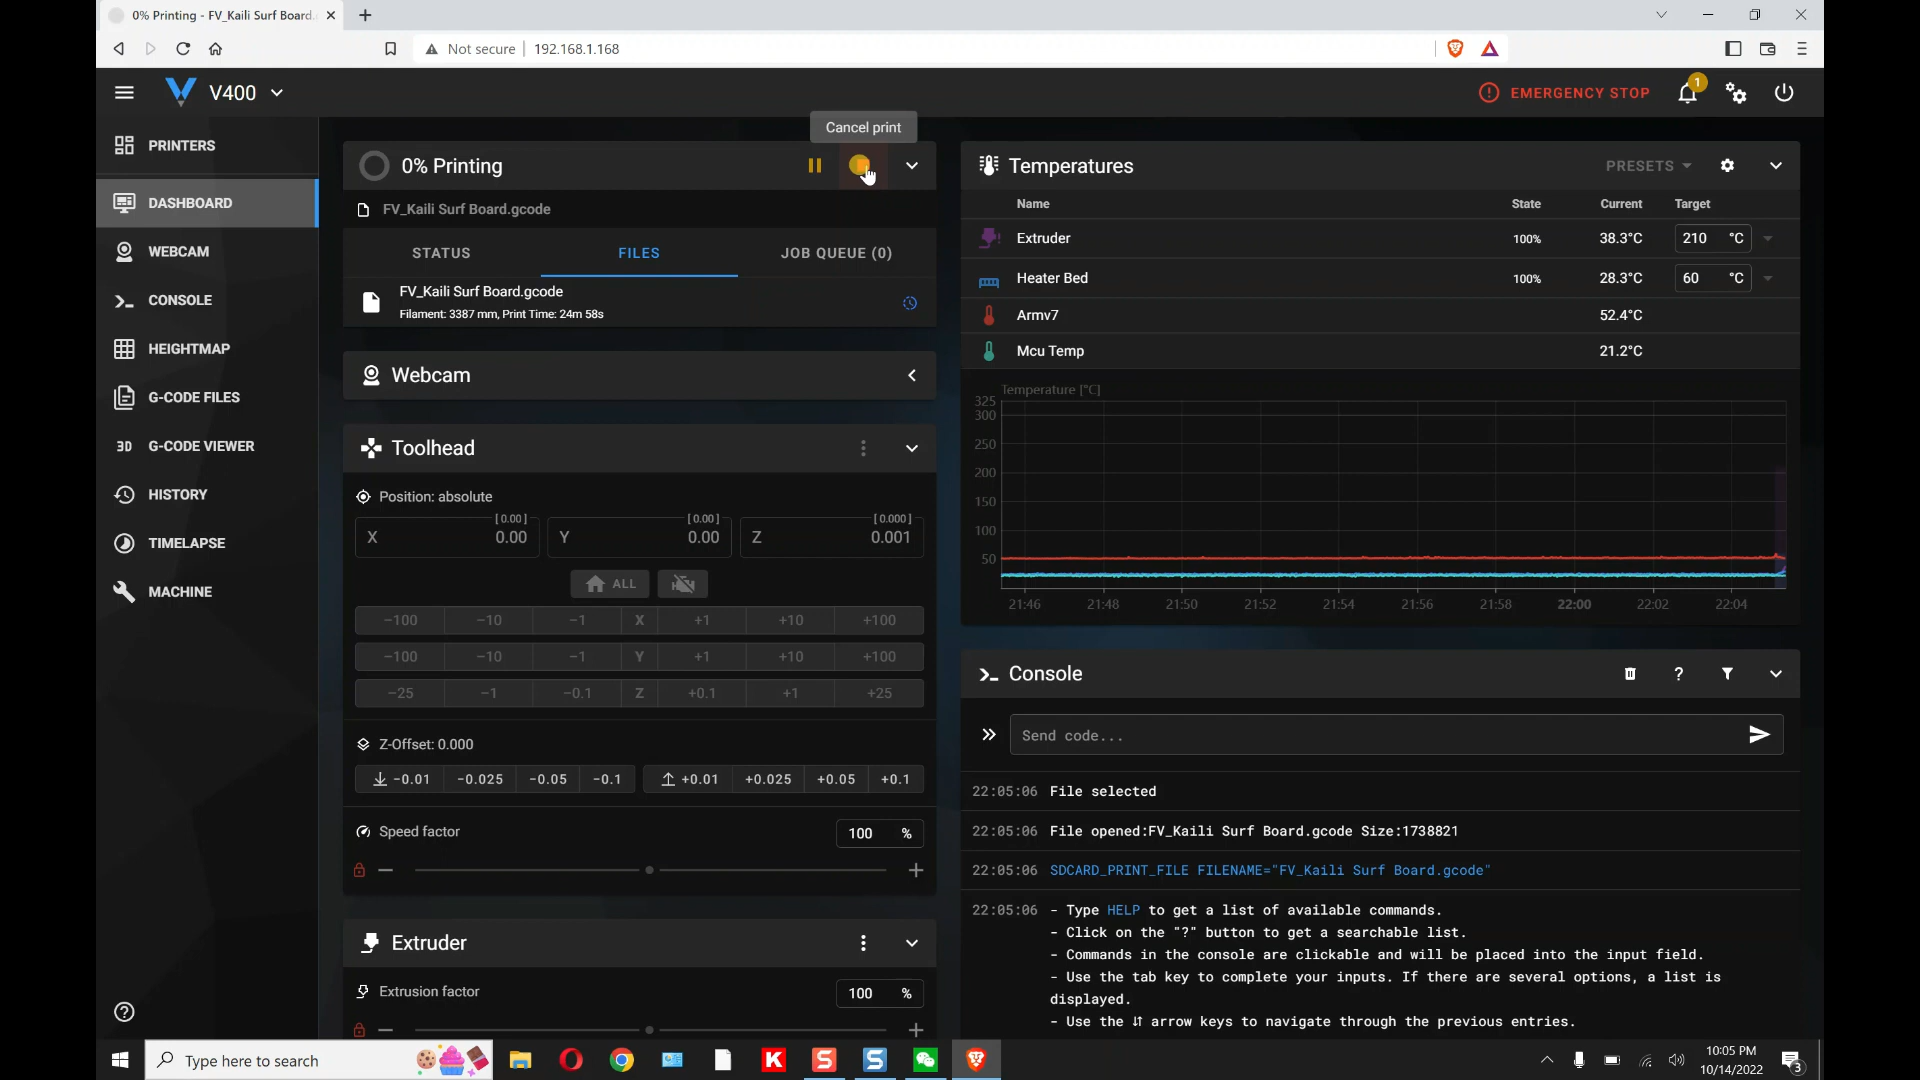 0% Printing - FV_Kaili Surf Board.
Not secure
192.168.1.168
V400
EMERGENCY STOP
1
Cancel print
PRINTERS
DASHBOARD
WEBCAM
CONSOLE
HEIGHTMAP
G-CODE FILES
3D G-CODE VIEWER
HISTORY
TIMELAPSE
MACHINE
0% Printing
FV_Kaili Surf Board.gcode
STATUS
FILES
JOB QUEUE (0)
FV_Kaili Surf Board.gcode
Filament: 3387 mm, Print Time: 24m 58s
Webcam
Toolhead
Position: absolute
[ 0.00 ]
[ 0.00 ]
[ 0.000 ]
X 0.00
Y 0.00
Z 0.001
ALL
-100 -10 -1 X +1 +10 +100
-100 -10 -1 Y +1 +10 +100
-25 -1 -0.1 Z +0.1 +1 +25
Z-Offset: 0.000
-0.01 -0.025 -0.05 -0.1 +0.01 +0.025 +0.05 +0.1
Speed factor 100 %
Extruder
Extrusion factor 100 %
Temperatures
PRESETS
Name State Current Target
Extruder 100% 38.3°C 210 °C
Heater Bed 100% 28.3°C 60 °C
Armv7 52.4°C
Mcu Temp 21.2°C
Temperature [°C]
325
300
250
200
150
100
50
21:46 21:48 21:50 21:52 21:54 21:56 21:58 22:00 22:02 22:04
Console
?
Send code...
22:05:06 File selected
22:05:06 File opened:FV_Kaili Surf Board.gcode Size:1738821
22:05:06 SDCARD_PRINT_FILE FILENAME="FV_Kaili Surf Board.gcode"
22:05:06 - Type HELP to get a list of available commands.
- Click on the "?" button to get a searchable list.
- Commands in the console are clickable and will be placed into the input field.
- Use the tab key to complete your inputs. If there are several options, a list is
displayed.
- Use the ⇵ arrow keys to navigate through the previous entries.
Type here to search
K
S
S
10:05 PM
10/14/2022
3